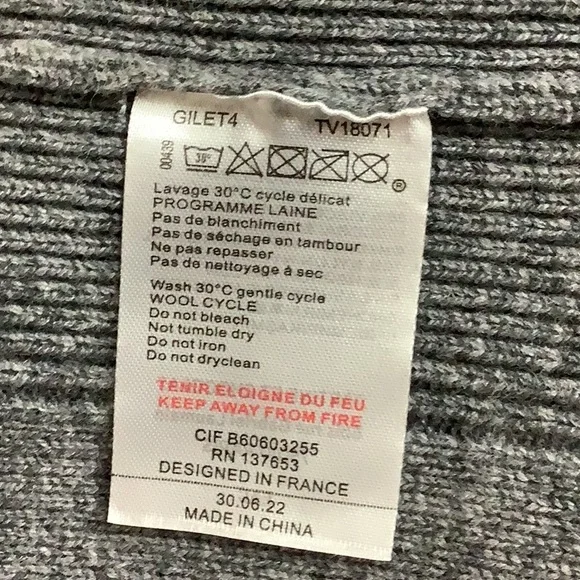 GILET4 TV18071
00439
30°
Lavage 30°C cycle délicat
PROGRAMME LAINE
Pas de blanchiment
Pas de séchage en tambour
Ne pas repasser
Pas de nettoyage à sec
Wash 30°C gentle cycle
WOOL CYCLE
Do not bleach
Not tumble dry
Do not iron
Do not dryclean
TENIR ELOIGNE DU FEU
KEEP AWAY FROM FIRE
CIF B60603255
RN 137653
DESIGNED IN FRANCE
30.06.22
MADE IN CHINA